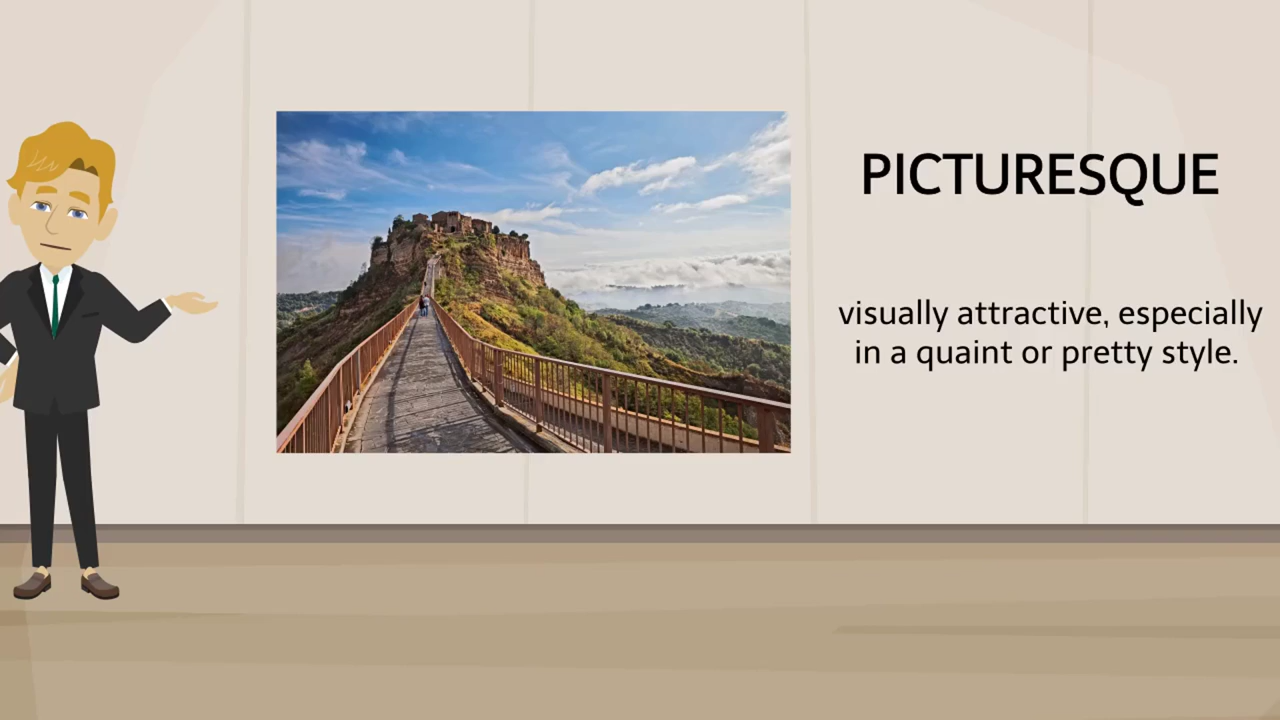 PICTURESQUE
visually attractive, especially
in a quaint or pretty style.